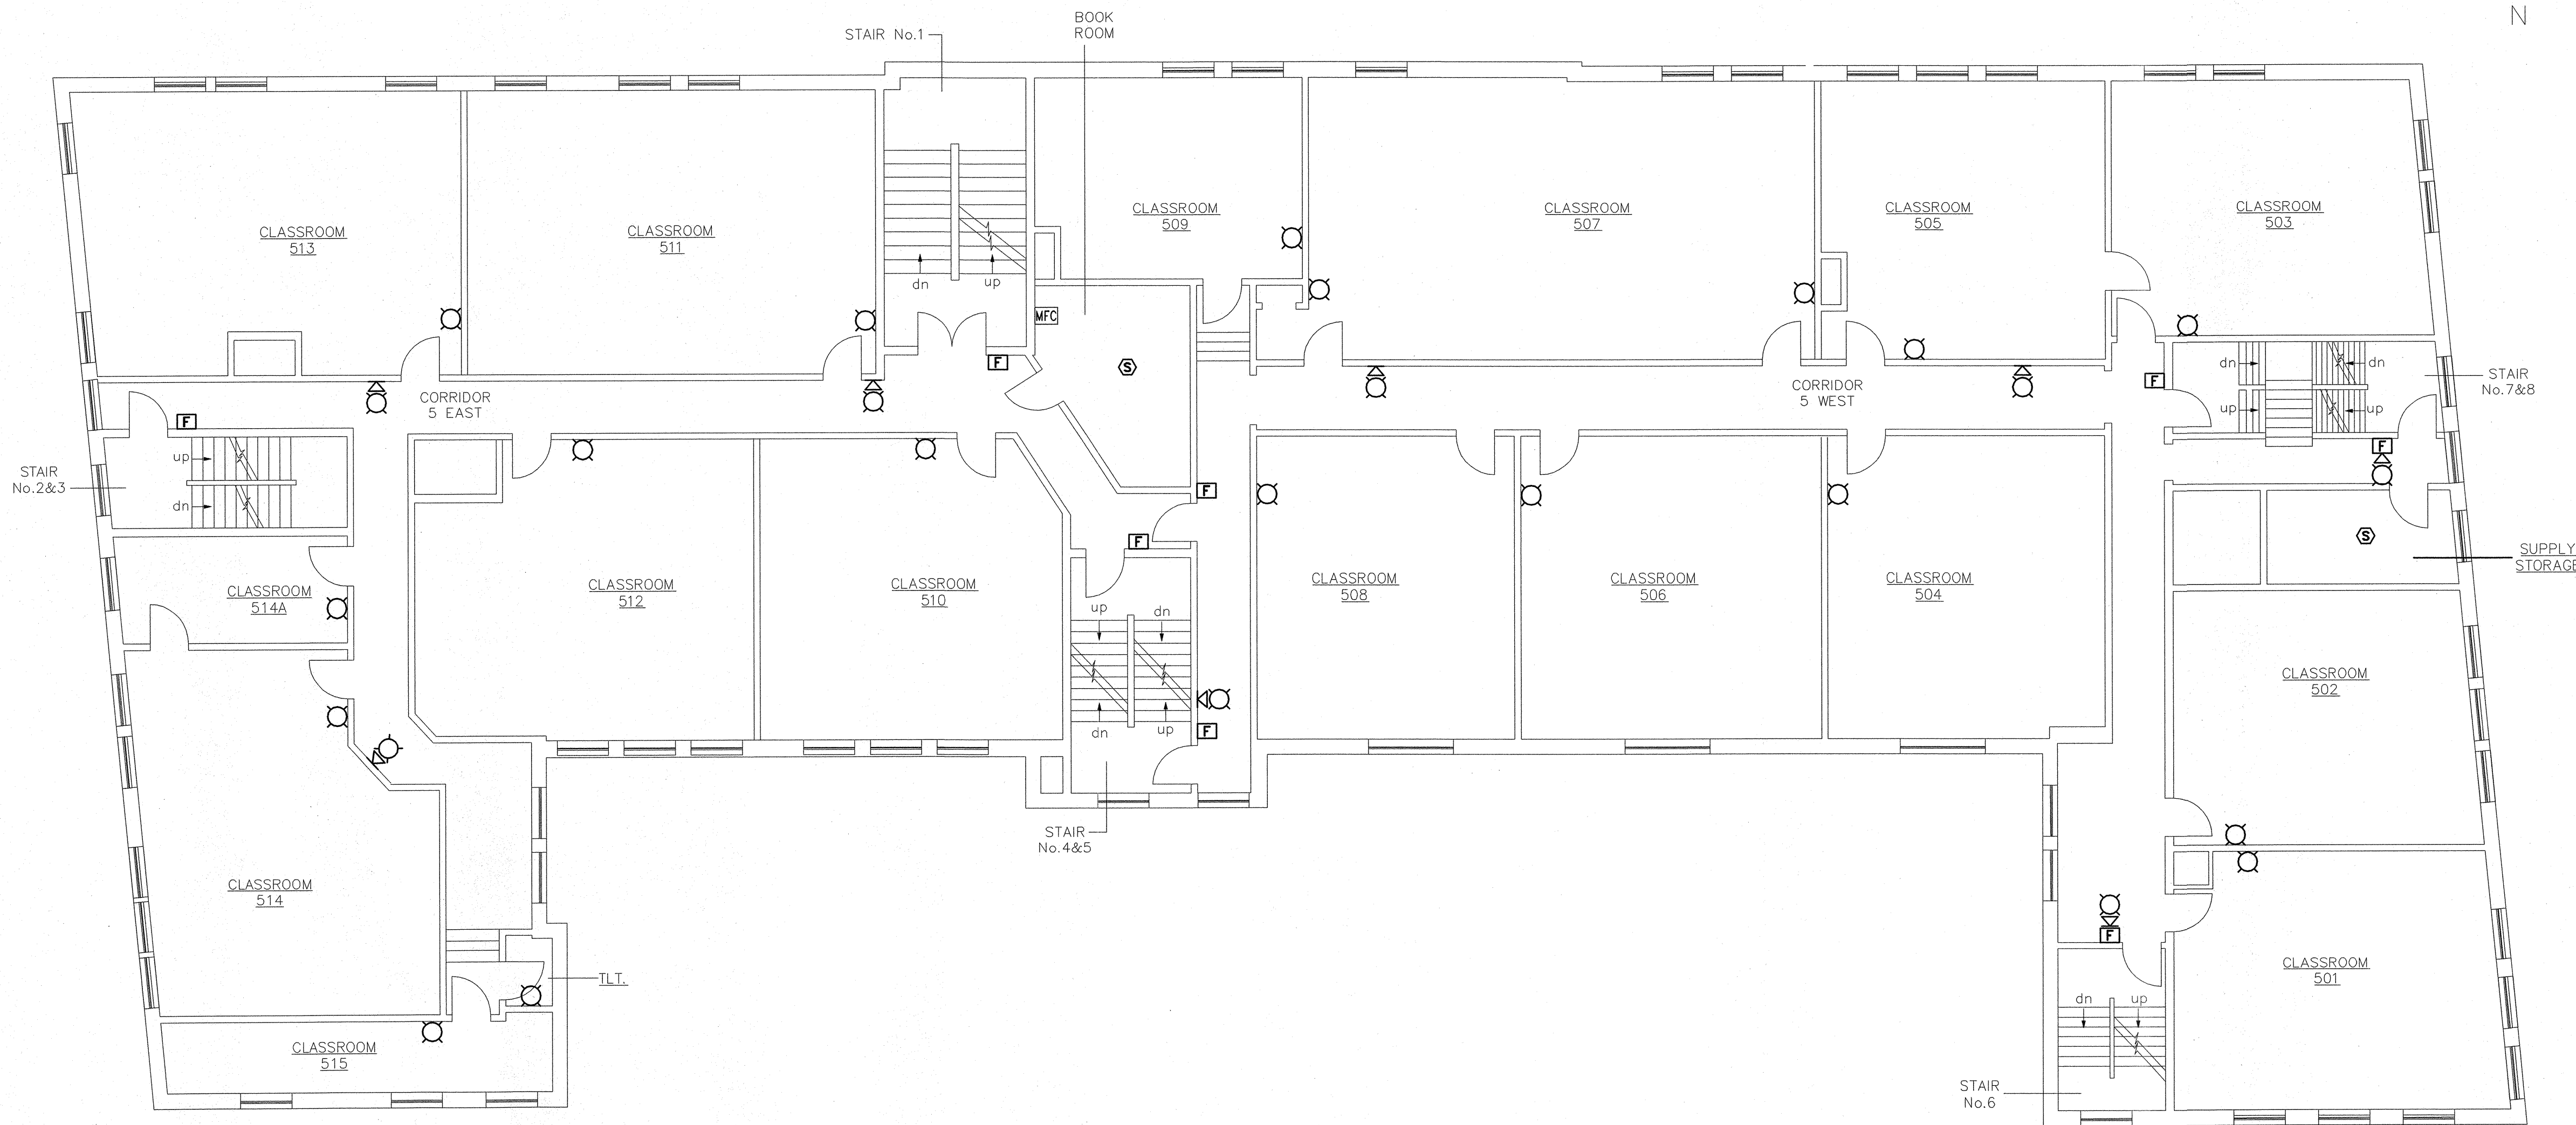 N
BOOK
ROOM
STAIR No.1
CLASSROOM
513
CLASSROOM
511
dn
up
CLASSROOM
509
CLASSROOM
507
CLASSROOM
505
CLASSROOM
503
MFC
S
F
F
CORRIDOR
5 EAST
CORRIDOR
5 WEST
F
dn
up
dn
up
STAIR
No.7&8
F
STAIR
No.2&3
up
dn
F
F
S
SUPPLY
STORAGE
CLASSROOM
514A
CLASSROOM
512
CLASSROOM
510
CLASSROOM
508
CLASSROOM
506
CLASSROOM
504
up
dn
dn
up
F
CLASSROOM
502
STAIR
No.4&5
CLASSROOM
514
F
TLT.
CLASSROOM
501
dn
up
CLASSROOM
515
STAIR
No.6